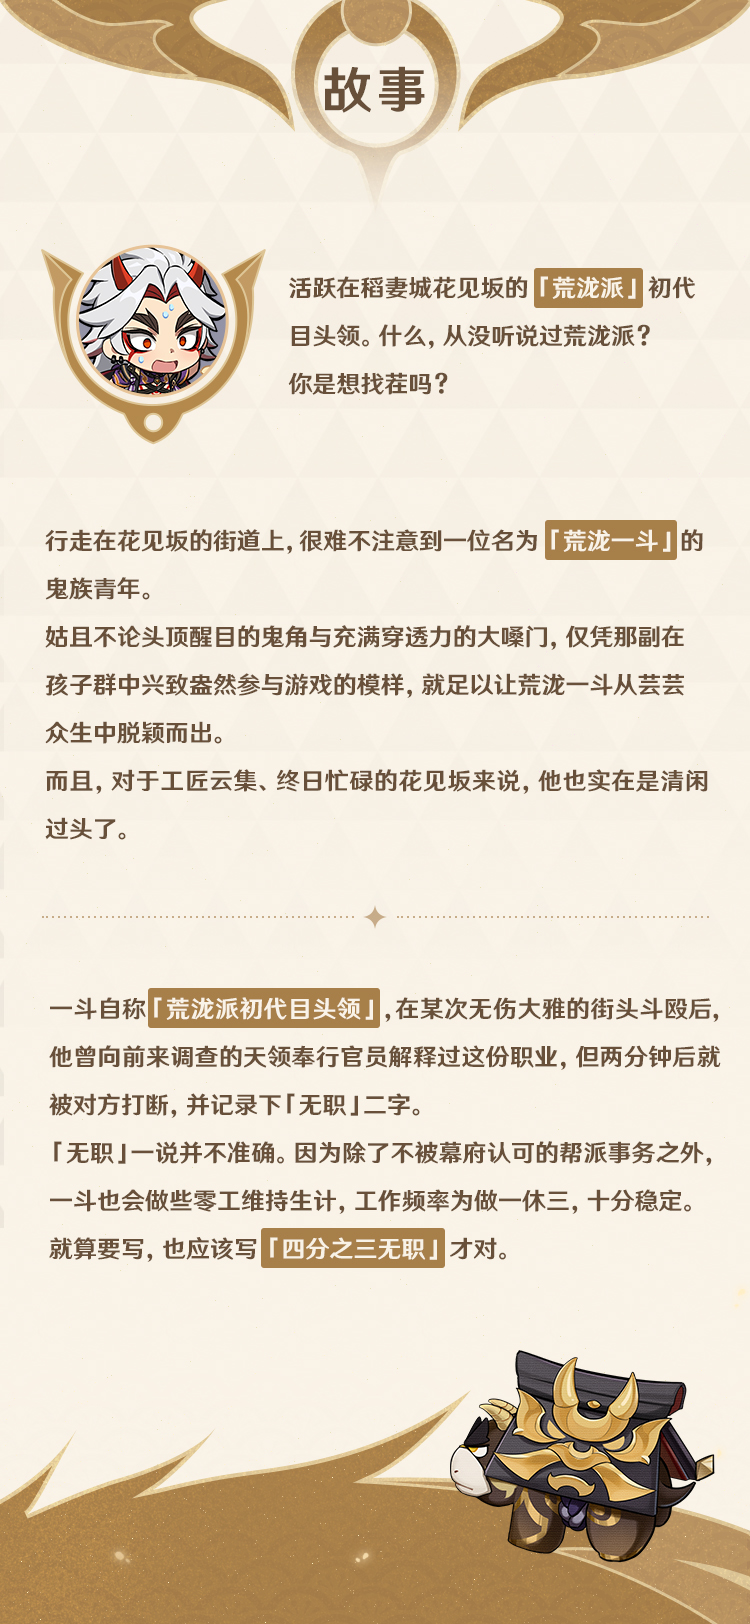 故事
活跃在稻妻城花见坂的「荒泷派」初代
目头领。什么,从没听说过荒泷派?
你是想找茬吗?
行走在花见坂的街道上,很难不注意到一位名为「荒泷一斗」的
鬼族青年。
姑且不论头顶醒目的鬼角与充满穿透力的大嗓门,仅凭那副在
孩子群中兴致盎然参与游戏的模样,就足以让荒泷一斗从芸芸
众生中脱颖而出。
而且,对于工匠云集、终日忙碌的花见坂来说,他也实在是清闲
过头了。
一斗自称「荒泷派初代目头领」,在某次无伤大雅的街头斗殴后,
他曾向前来调查的天领奉行官员解释过这份职业,但两分钟后就
被对方打断,并记录下「无职」二字。
「无职」一说并不准确。因为除了不被幕府认可的帮派事务之外,
一斗也会做些零工维持生计,工作频率为做一休三,十分稳定。
就算要写,也应该写「四分之三无职」才对。